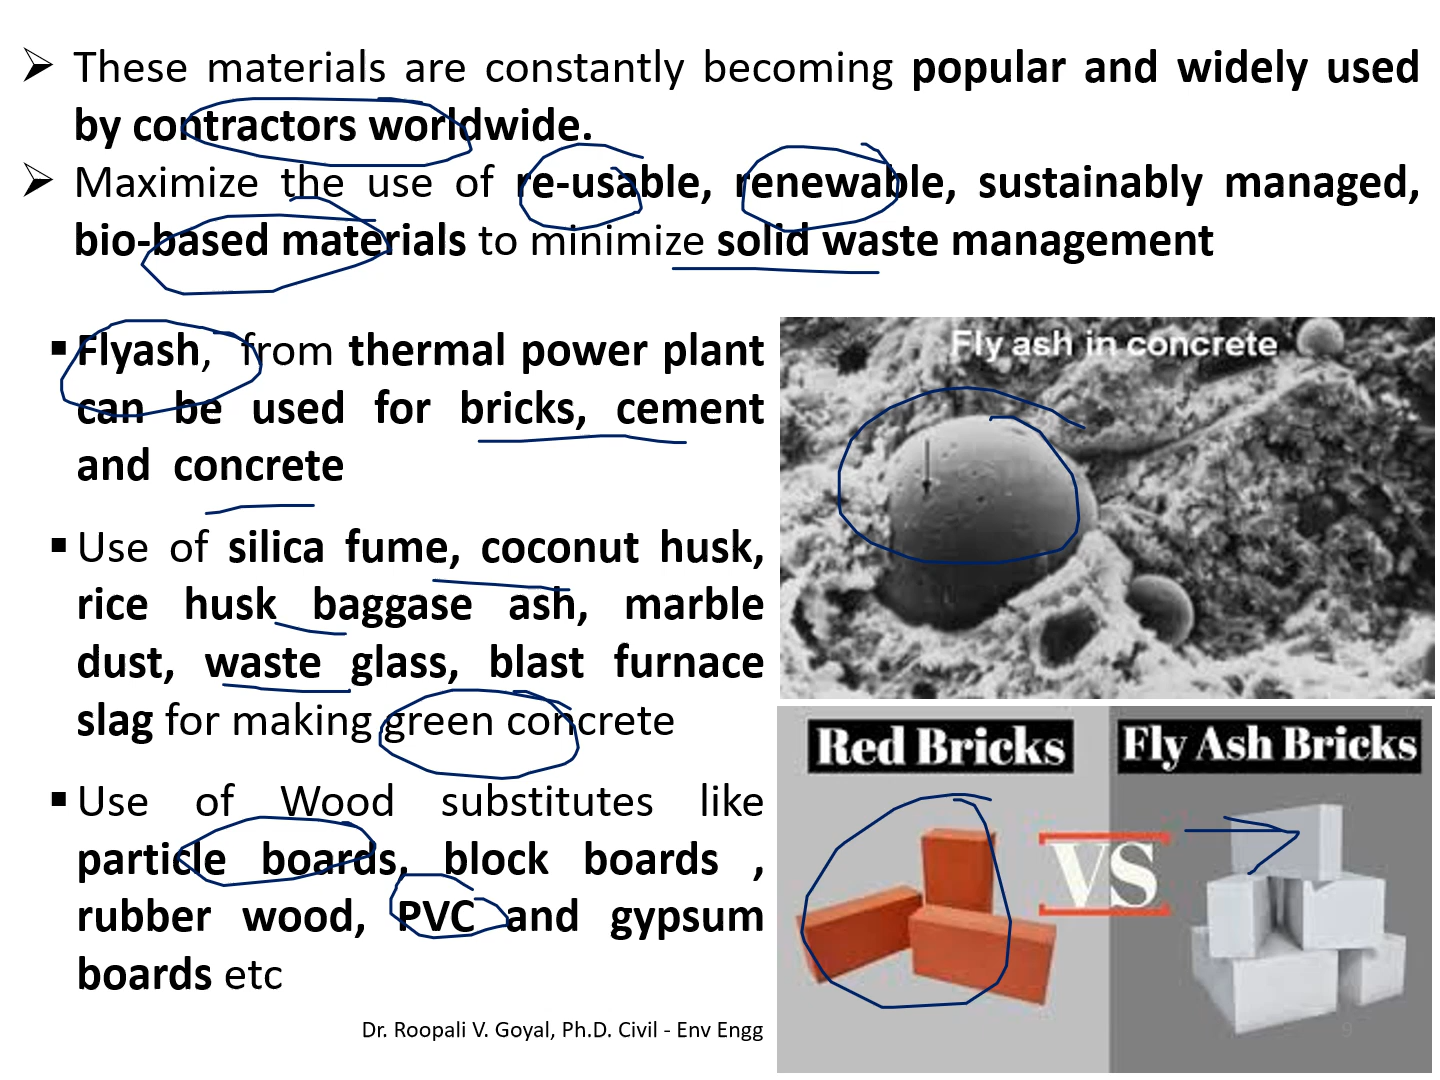 ➢ These materials are constantly becoming popular and widely used
by contractors worldwide.
➢ Maximize the use of re-usable, renewable, sustainably managed,
bio-based materials to minimize solid waste management
▪ Flyash, from thermal power plant
can be used for bricks, cement
and concrete
▪ Use of silica fume, coconut husk,
rice husk baggase ash, marble
dust, waste glass, blast furnace
slag for making green concrete
▪ Use of Wood substitutes like
particle boards, block boards ,
rubber wood, PVC and gypsum
boards etc
Dr. Roopali V. Goyal, Ph.D. Civil - Env Engg
Fly ash in concrete
Red Bricks
VS
Fly Ash Bricks
9